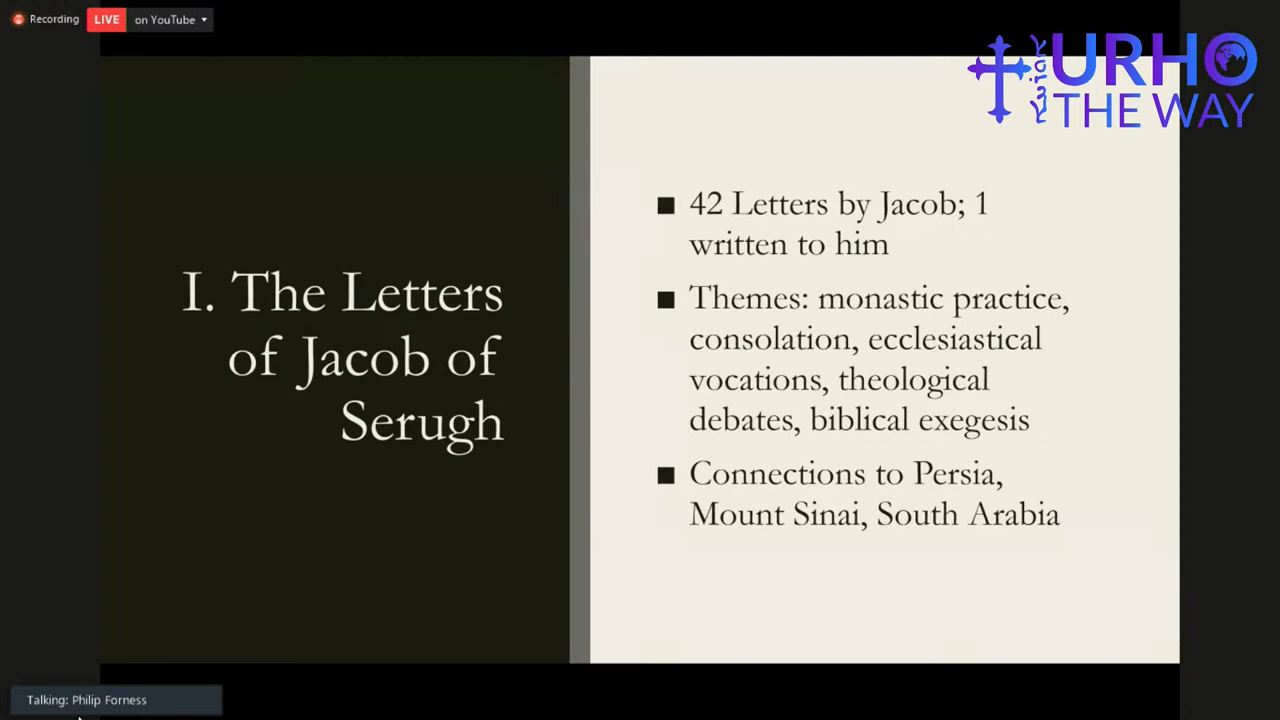 Recording LIVE on YouTube
URHO
THE WAY
I. The Letters
of Jacob of
Serugh
■ 42 Letters by Jacob; 1
written to him
■ Themes: monastic practice,
consolation, ecclesiastical
vocations, theological
debates, biblical exegesis
■ Connections to Persia,
Mount Sinai, South Arabia
Talking: Philip Forness